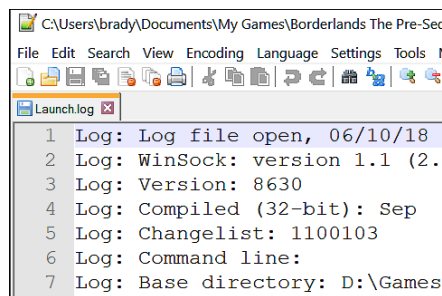 C:\Users\brady\Documents\My Games\Borderlands The Pre-Sec
File Edit Search View Encoding Language Settings Tools
Launch.log
1 Log: Log file open, 06/10/18
2 Log: WinSock: version 1.1 (2.
3 Log: Version: 8630
4 Log: Compiled (32-bit): Sep
5 Log: Changelist: 1100103
6 Log: Command line:
7 Log: Base directory: D:\Games